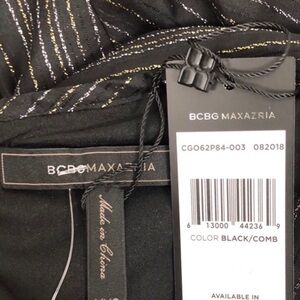 BCBGMAXAZRIA
Made in China
BCBGMAXAZRIA
CGO62P84-003 082018
6 13000 44236 9
COLOR BLACK/COMB
AVAILABLE IN